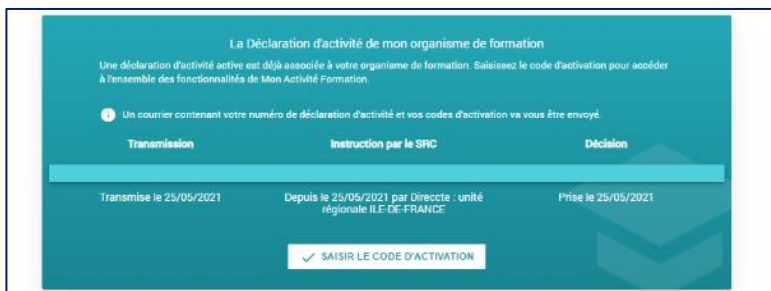 La Déclaration d'activité de mon organisme de formation
Une déclaration d'activité active est déjà associée à votre organisme de formation. Saisissez le code d'activation pour accéder
à l'ensemble des fonctionnalités de Mon Activité Formation.
Un courrier contenant votre numéro de déclaration d'activité et vos codes d'activation va vous être envoyé.
Transmission Instruction par le SRC Décision
Transmise le 25/05/2021 Depuis le 25/05/2021 par Direccte : unité Prise le 25/05/2021
régionale ILE-DE-FRANCE
SAISIR LE CODE D'ACTIVATION